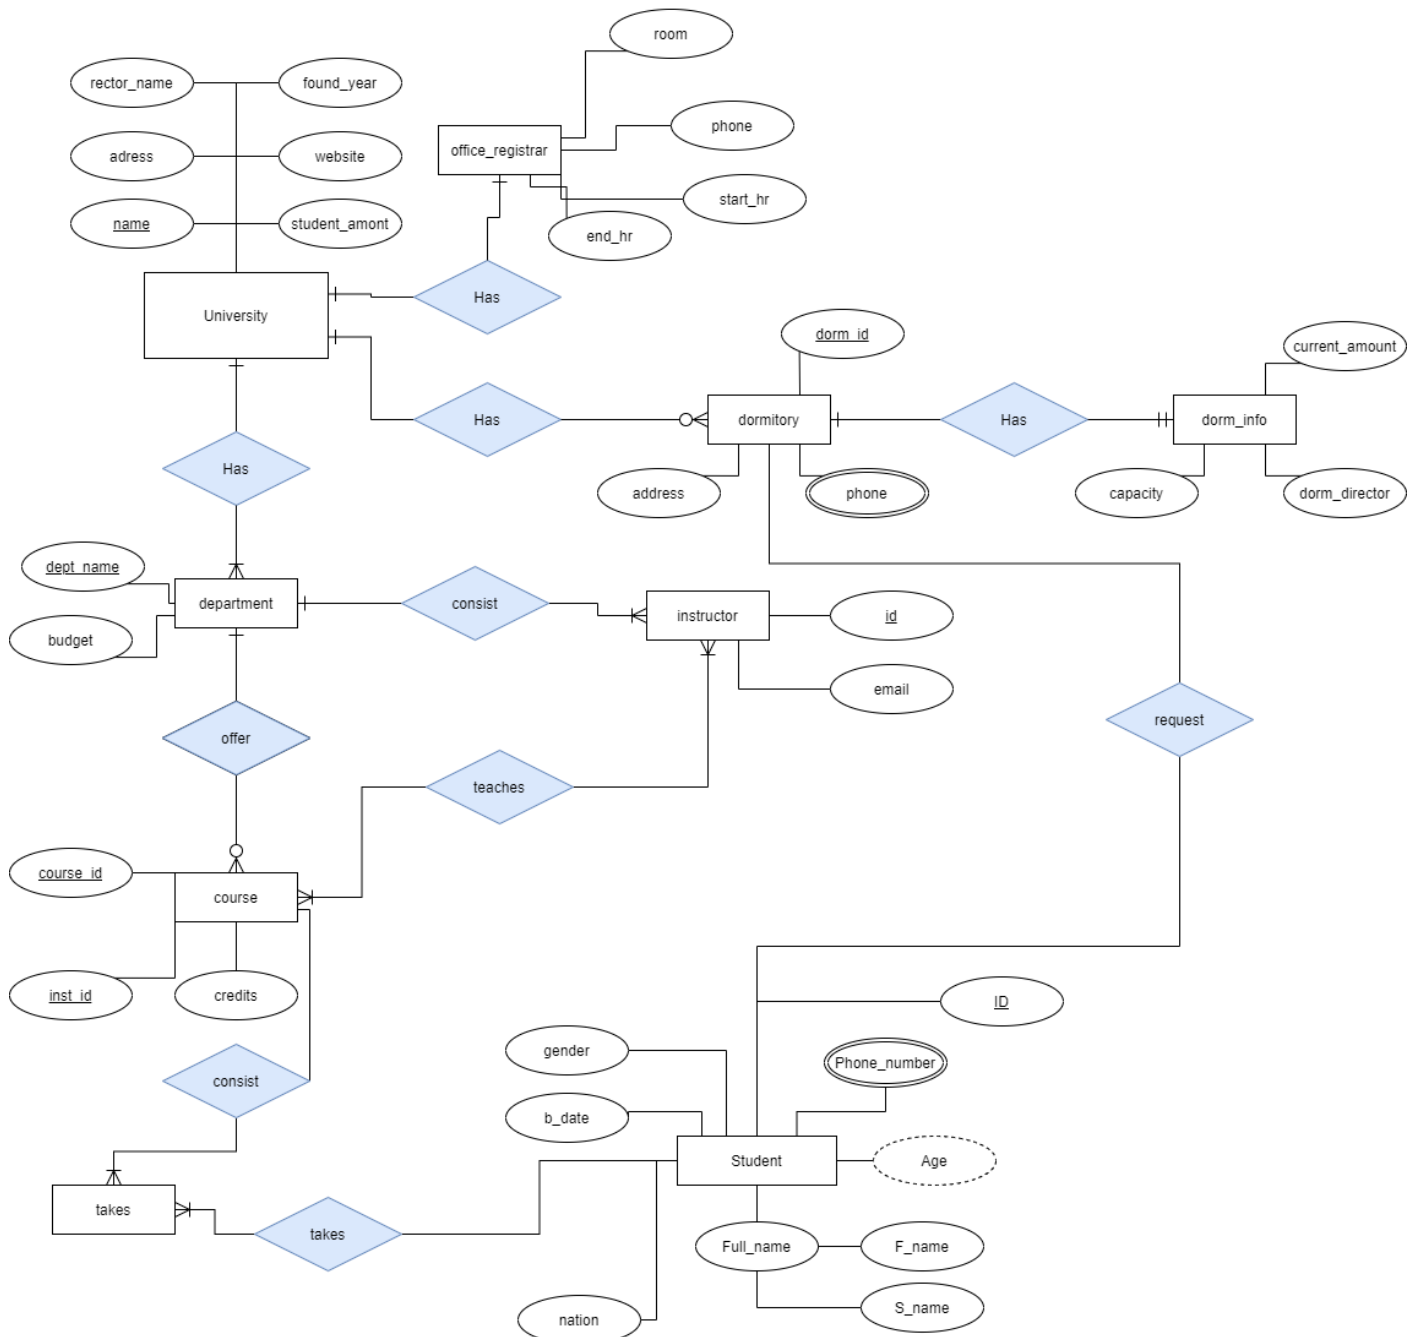 room
rector_name
found_year
phone
office_registrar
adress
website
start_hr
name
student_amont
end_hr
Has
University
dorm_id
current_amount
Has
dormitory
Has
dorm_info
Has
address
phone
capacity
dorm_director
dept_name
department
consist
instructor
id
budget
email
request
offer
teaches
course_id
course
inst_id
credits
ID
gender
Phone_number
consist
b_date
Student
Age
takes
takes
Full_name
F_name
S_name
nation